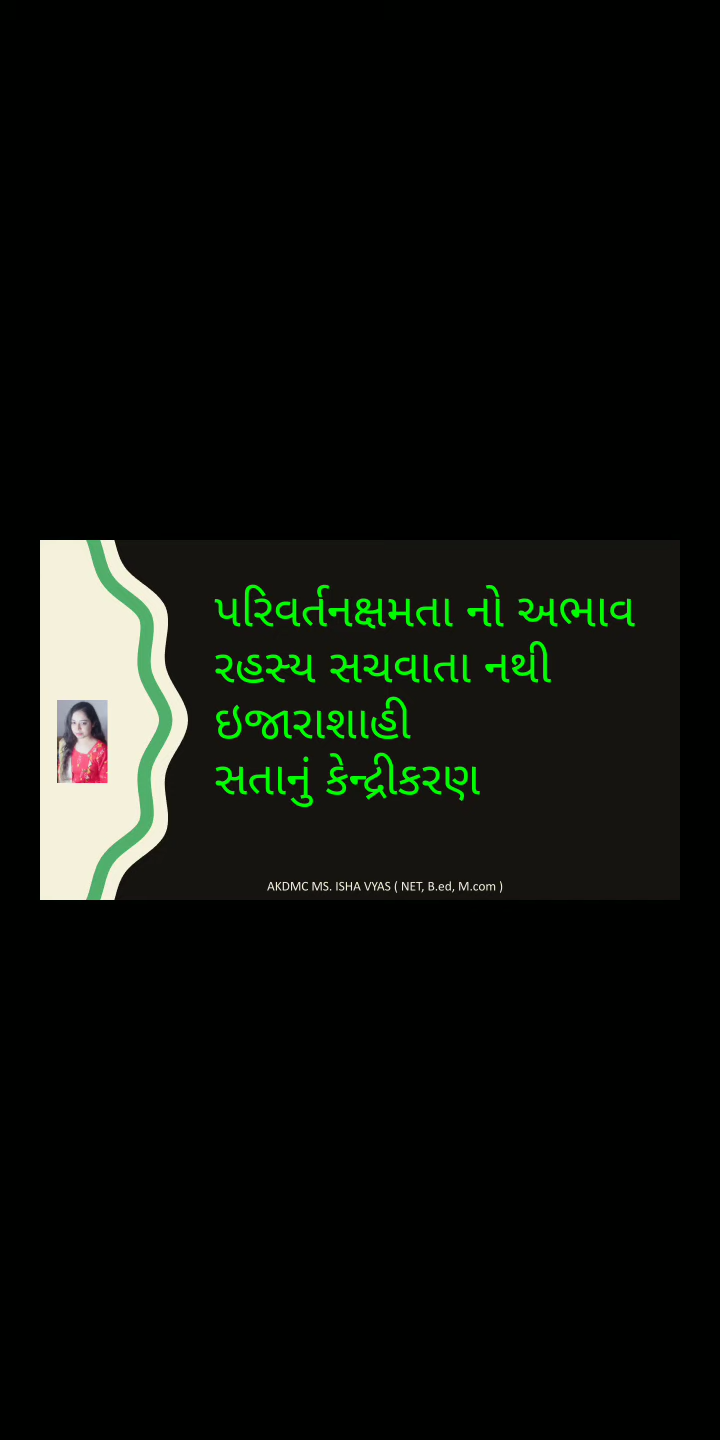 પરિવર્તનક્ષમતા નો અભાવ
રહસ્ય સચવાતા નથી
ઇજારાશાહી
સતાનું કેન્દ્રીકરણ
AKDMC MS. ISHA VYAS ( NET, B.ed, M.com )